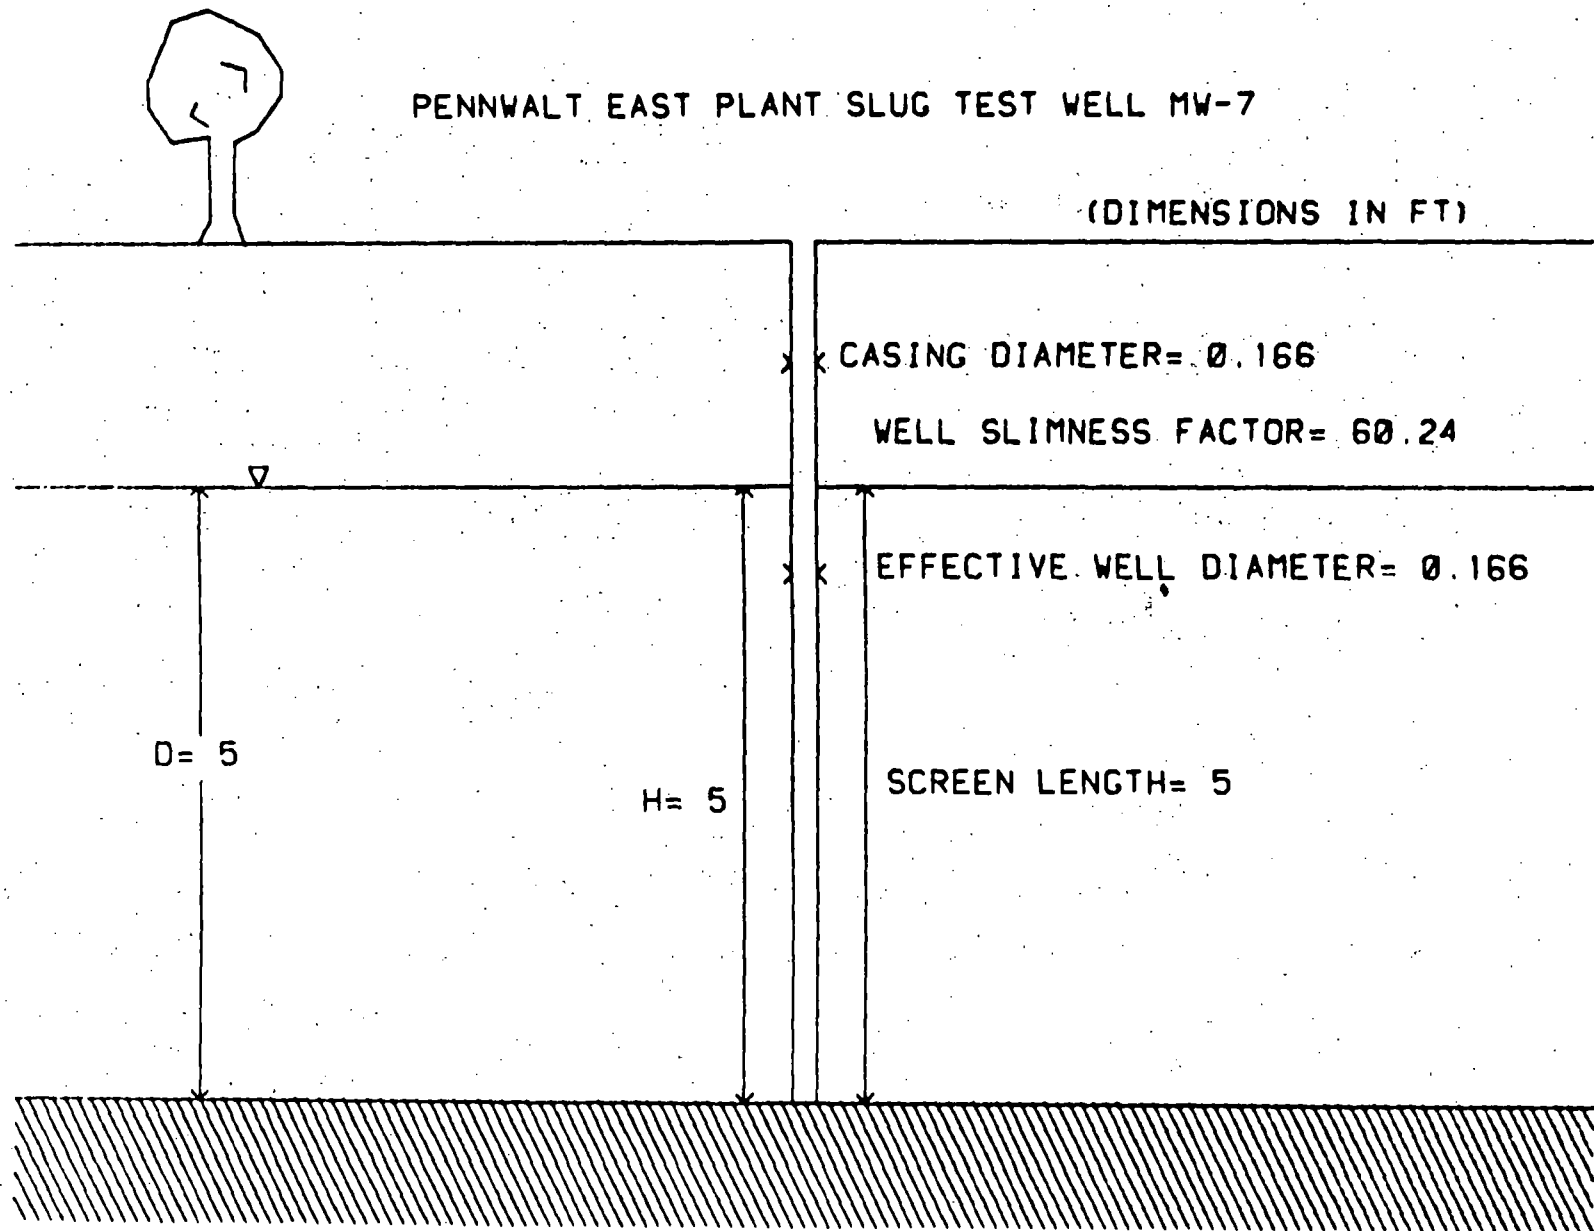 PENNWALT EAST PLANT SLUG TEST WELL MW-7
(DIMENSIONS IN FT)
CASING DIAMETER= 0.166
WELL SLIMNESS FACTOR= 60.24
EFFECTIVE WELL DIAMETER= 0.166
D= 5
H= 5
SCREEN LENGTH= 5